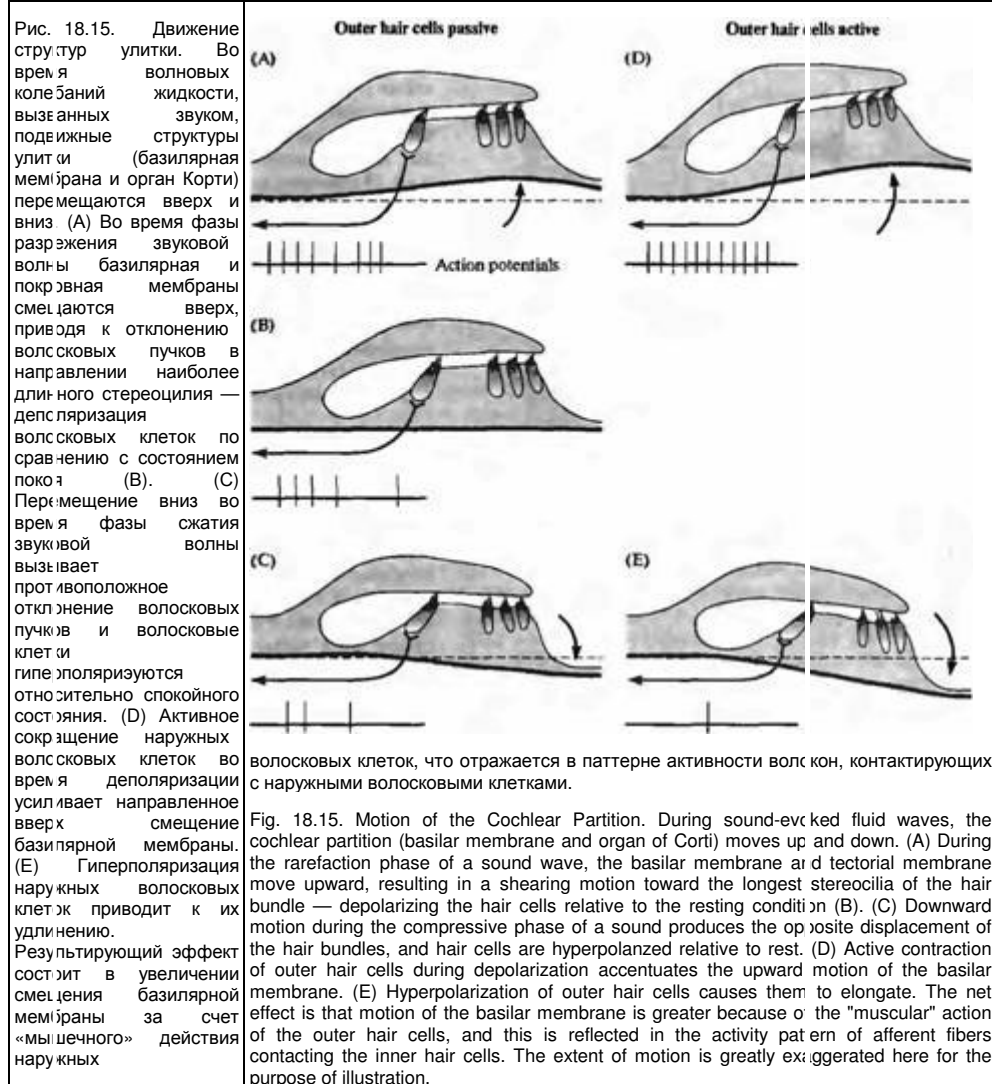 Рис. 18.15. Движение
структур улитки. Во
время волновых
колебаний жидкости,
вызванных звуком,
подвижные структуры
улитки (базилярная
мембрана и орган Корти)
перемещаются вверх и
вниз. (А) Во время фазы
разрежения звуковой
волны базилярная и
покровная мембраны
смещаются вверх,
приводя к отклонению
волосковых пучков в
направлении наиболее
длинного стереоцилия —
деполяризация
волосковых клеток по
сравнению с состоянием
покоя (В). (С)
Перемещение вниз во
время фазы сжатия
звуковой волны
вызывает
противоположное
отклонение волосковых
пучков и волосковые
клетки
гиперполяриэуются
относительно спокойного
состояния. (D) Активное
сокращение наружных
волосковых клеток во
время деполяризации
усиливает направленное
вверх смещение
базилярной мембраны.
(Е) Гиперполяризация
наружных волосковых
клеток приводит к их
удлинению.
Результирующий эффект
состоит в увеличении
смещения базилярной
мембраны за счет
«мышечного» действия
наружных
Outer hair cells passive
Outer hair cells active
(A)
(D)
Action potentials
(B)
(C)
(E)
волосковых клеток, что отражается в паттерне активности волокон, контактирующих
с наружными волосковыми клетками.
Fig. 18.15. Motion of the Cochlear Partition. During sound-evoked fluid waves, the
cochlear partition (basilar membrane and organ of Corti) moves up and down. (A) During
the rarefaction phase of a sound wave, the basilar membrane and tectorial membrane
move upward, resulting in a shearing motion toward the longest stereocilia of the hair
bundle — depolarizing the hair cells relative to the resting condition (B). (C) Downward
motion during the compressive phase of a sound produces the opposite displacement of
the hair bundles, and hair cells are hyperpolanzed relative to rest. (D) Active contraction
of outer hair cells during depolarization accentuates the upward motion of the basilar
membrane. (E) Hyperpolarization of outer hair cells causes them to elongate. The net
effect is that motion of the basilar membrane is greater because of the "muscular" action
of the outer hair cells, and this is reflected in the activity pattern of afferent fibers
contacting the inner hair cells. The extent of motion is greatly exaggerated here for the
purpose of illustration.